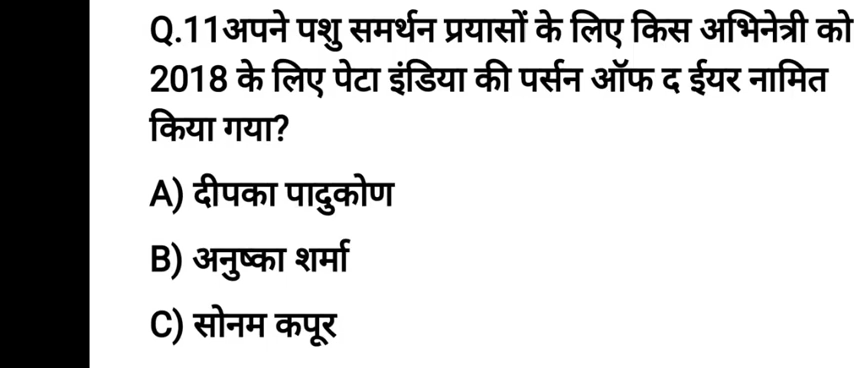 Q.11अपने पशु समर्थन प्रयासों के लिए किस अभिनेत्री को
2018 के लिए पेटा इंडिया की पर्सन ऑफ द ईयर नामित
किया गया?
A) दीपका पादुकोण
B) अनुष्का शर्मा
C) सोनम कपूर